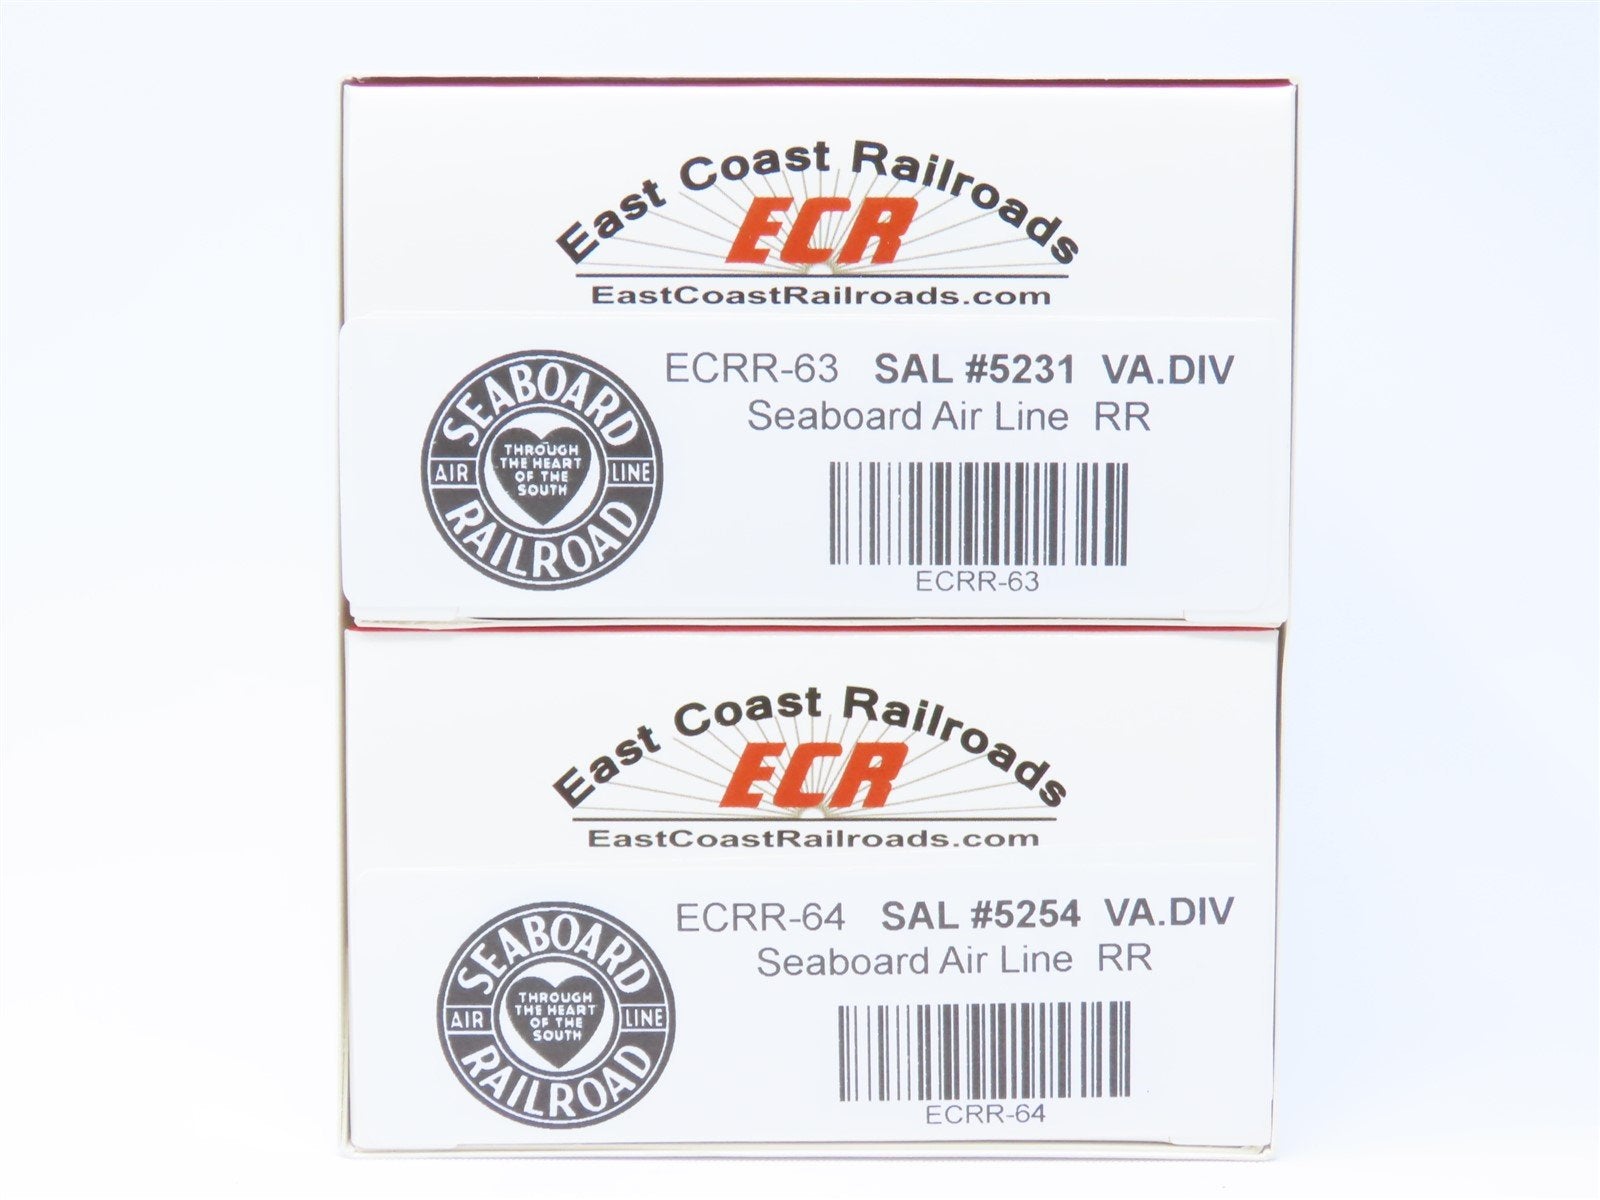 East Coast Railroads
ECR
EastCoastRailroads.com
ECRR-63 SAL #5231 VA.DIV
Seaboard Air Line RR
SEABOARD
AIR LINE
RAILROAD
THROUGH
THE HEART
OF THE
SOUTH
ECRR-63
East Coast Railroads
ECR
EastCoastRailroads.com
ECRR-64 SAL #5254 VA.DIV
Seaboard Air Line RR
SEABOARD
AIR LINE
RAILROAD
THROUGH
THE HEART
OF THE
SOUTH
ECRR-64